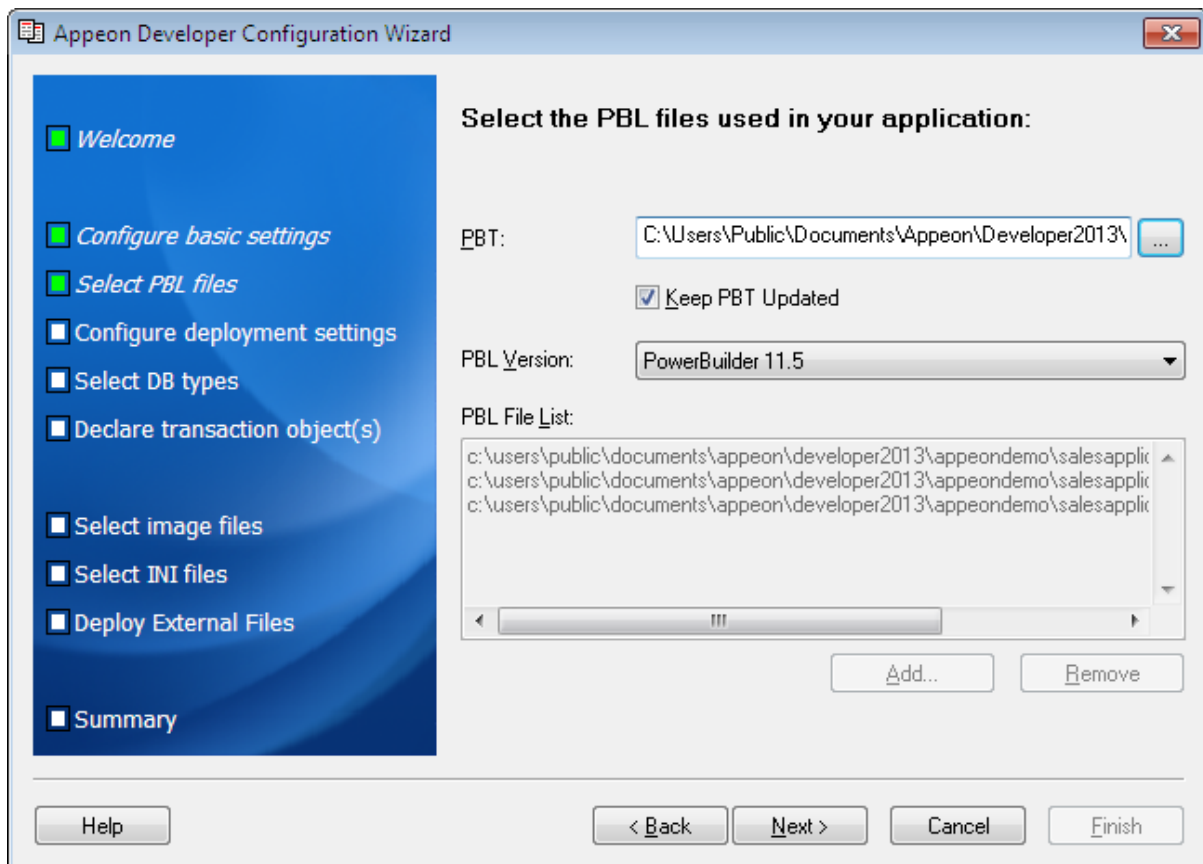 Appeon Developer Configuration Wizard
Welcome
Configure basic settings
Select PBL files
Configure deployment settings
Select DB types
Declare transaction object(s)
Select image files
Select INI files
Deploy External Files
Summary
Select the PBL files used in your application:
PBT:
C:\Users\Public\Documents\Appeon\Developer2013\
...
Keep PBT Updated
PBL Version:
PowerBuilder 11.5
PBL File List:
c:\users\public\documents\appeon\developer2013\appeondemo\salesapplic
c:\users\public\documents\appeon\developer2013\appeondemo\salesapplic
c:\users\public\documents\appeon\developer2013\appeondemo\salesapplic
Add...
Remove
Help
< Back
Next >
Cancel
Finish